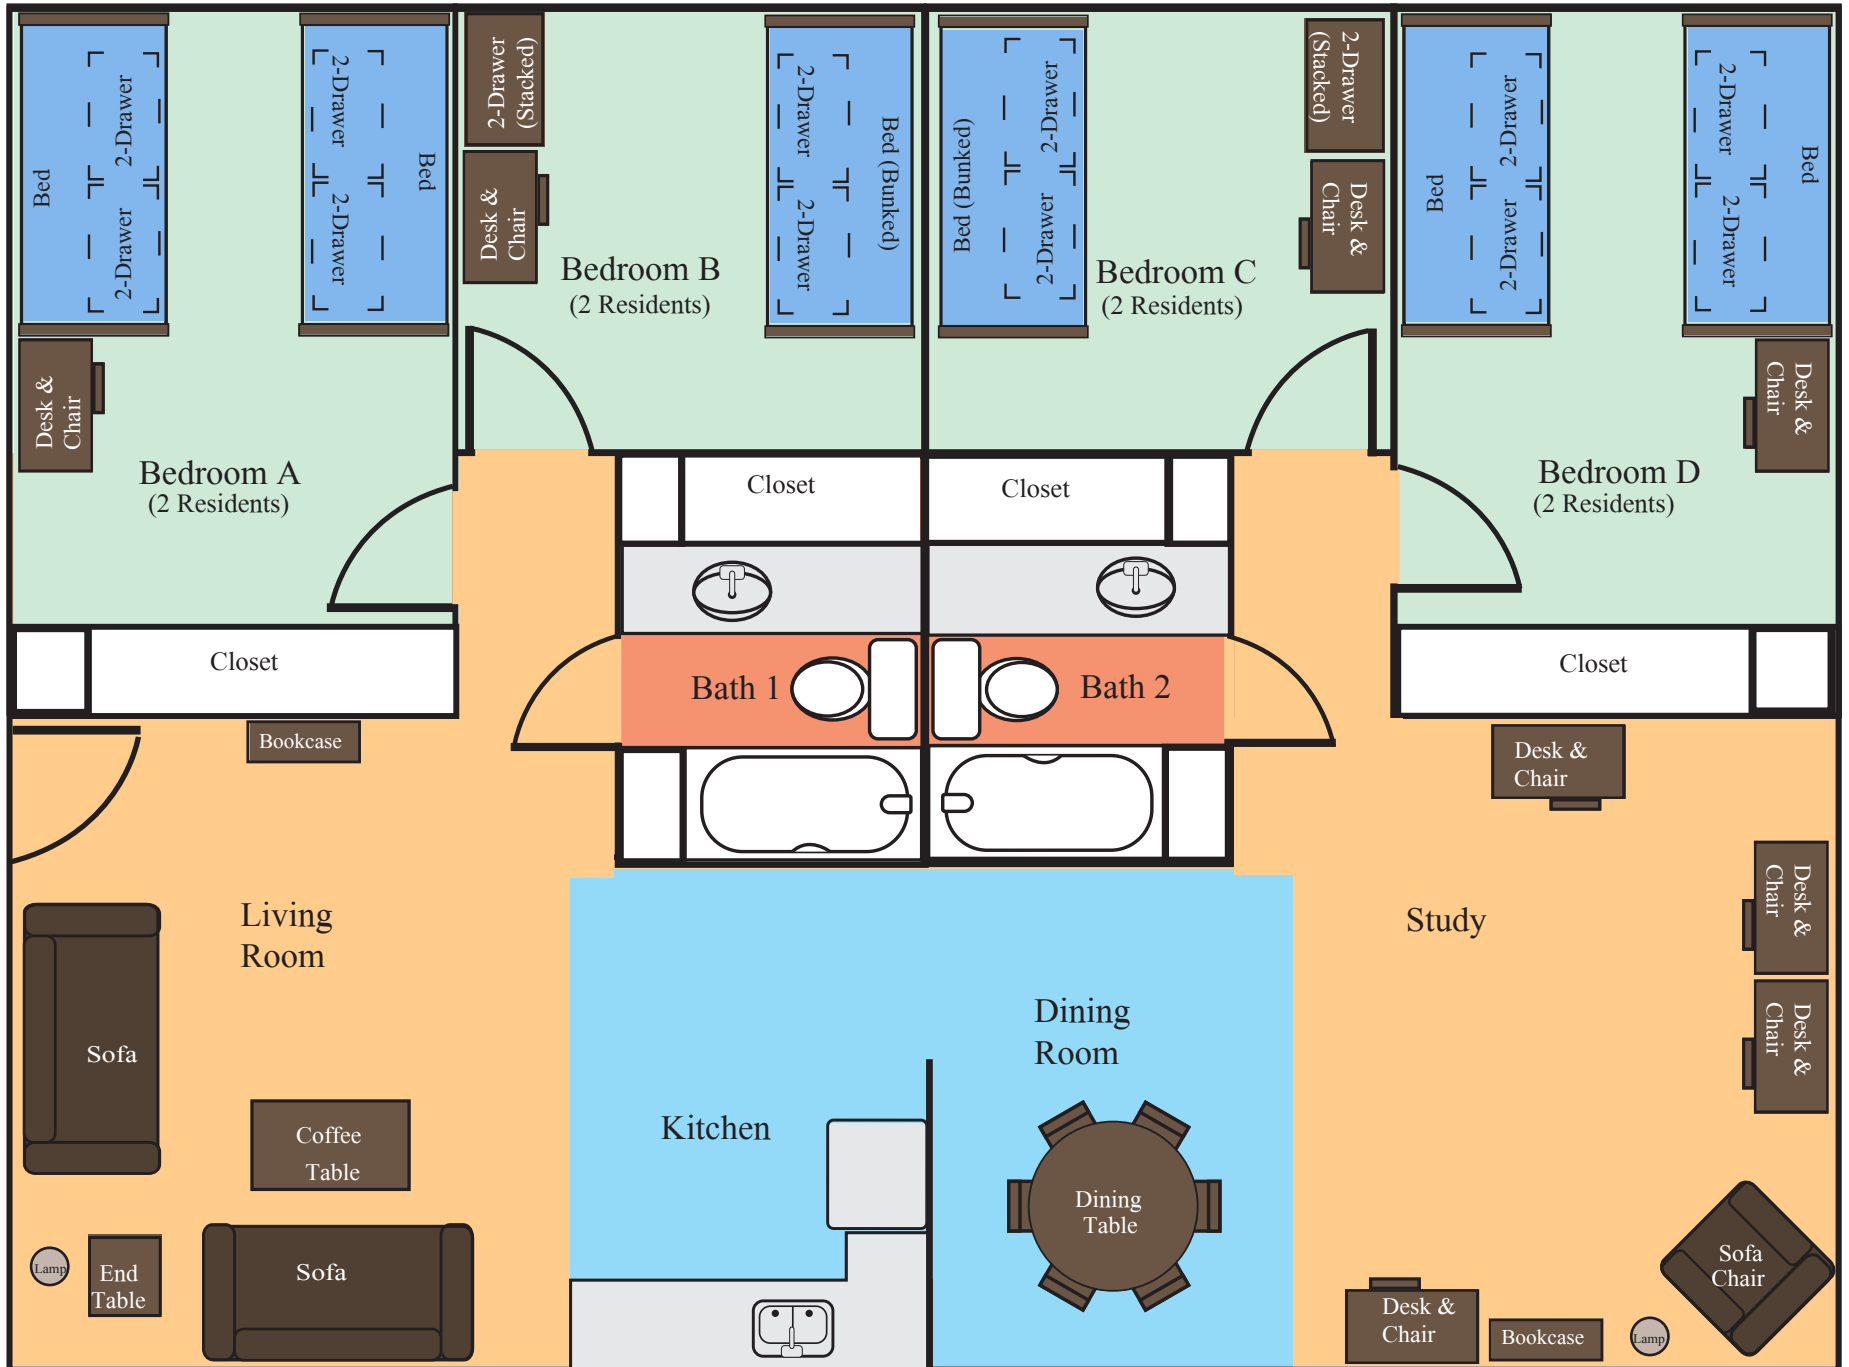 Bed
2-Drawer
2-Drawer
2-Drawer
2-Drawer
Bed
Desk &
Chair
Bedroom A
(2 Residents)
Closet
2-Drawer
(Stacked)
Desk &
Chair
Bedroom B
(2 Residents)
2-Drawer
2-Drawer
Bed (Bunked)
Closet
Bed (Bunked)
2-Drawer
2-Drawer
Bedroom C
(2 Residents)
2-Drawer
(Stacked)
Desk &
Chair
Closet
Bed
2-Drawer
2-Drawer
2-Drawer
2-Drawer
Bed
Desk &
Chair
Bedroom D
(2 Residents)
Closet
Bath 1
Bath 2
Bookcase
Living
Room
Sofa
Coffee
Table
Lamp
End
Table
Sofa
Kitchen
Dining
Room
Dining
Table
Study
Desk &
Chair
Desk &
Chair
Desk &
Chair
Sofa
Chair
Desk &
Chair
Bookcase
Lamp